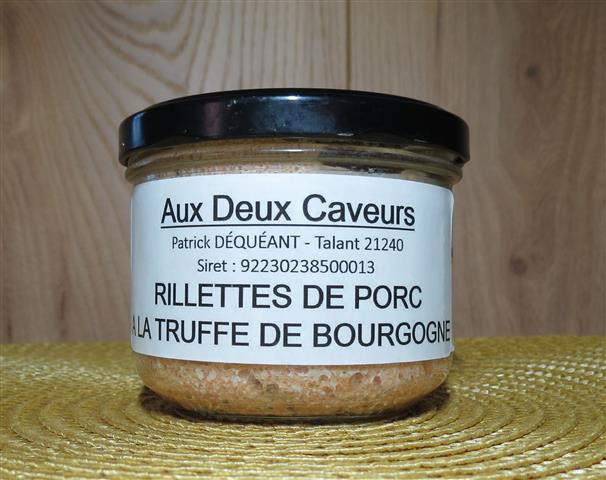 Aux Deux Caveurs
Patrick DÉQUÉANT - Talant 21240
Siret : 92230238500013
RILLETTES DE PORC
A LA TRUFFE DE BOURGOGNE